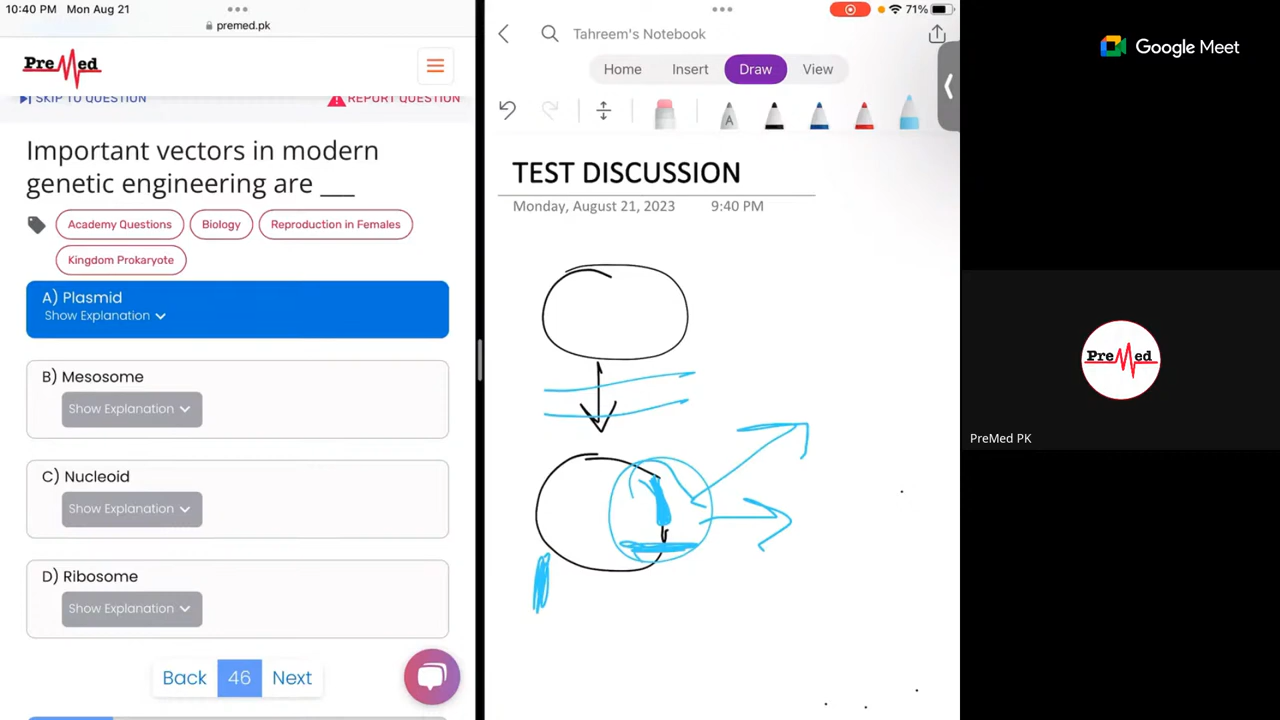 10:40 PM Mon Aug 21
premed.pk
PreMed
SKIP TO QUESTION
REPORT QUESTION
Important vectors in modern
genetic engineering are ___
Academy Questions
Biology
Reproduction in Females
Kingdom Prokaryote
A) Plasmid
Show Explanation
B) Mesosome
Show Explanation
C) Nucleoid
Show Explanation
D) Ribosome
Show Explanation
Back 46 Next
71%
Tahreem's Notebook
Home Insert Draw View
A
TEST DISCUSSION
Monday, August 21, 2023 9:40 PM
Google Meet
PreMed
PreMed PK